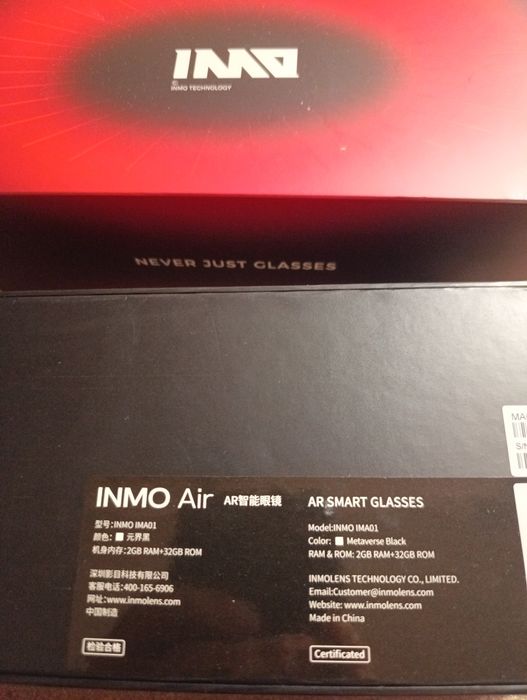 INMO
INMO TECHNOLOGY
NEVER JUST GLASSES
MA
S/N
INMO Air AR智能眼镜
型号:INMO IMA01
颜色: 元界黑
机身内存:2GB RAM+32GB ROM
深圳影目科技有限公司
客服电话:400-165-6906
网址:www.inmolens.com
中国制造
检验合格
AR SMART GLASSES
Model:INMO IMA01
Color: Metaverse Black
RAM & ROM: 2GB RAM+32GB ROM
INMOLENS TECHNOLOGY CO., LIMITED.
Email:Customer@inmolens.com
Website: www.inmolens.com
Made in China
Certificated